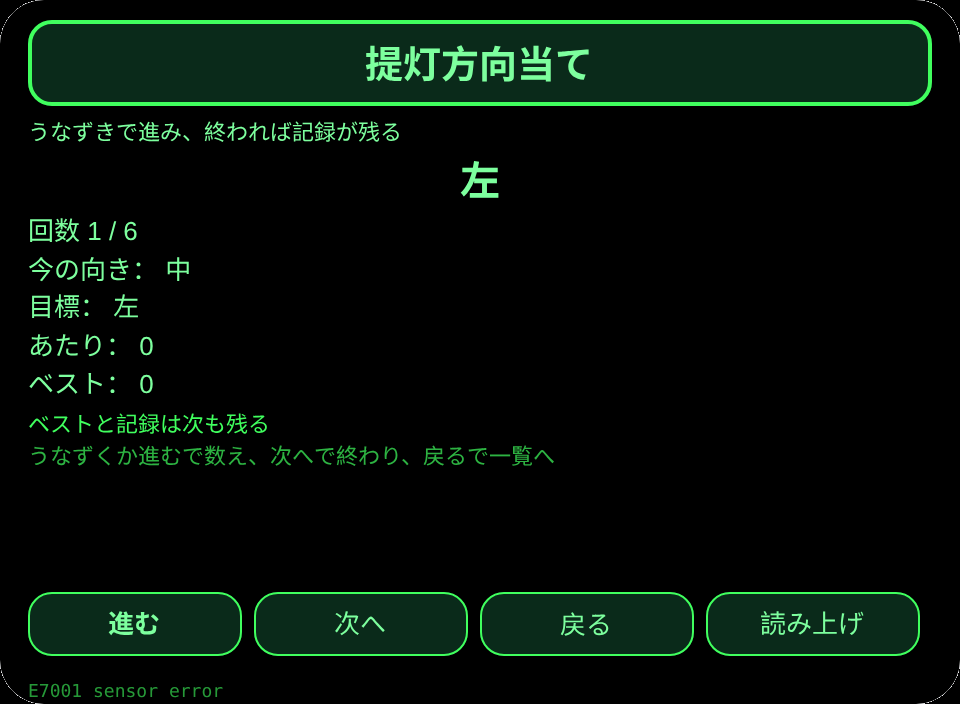 提灯方向当て
うなずきで進み、終われば記録が残る
左
回数 1 / 6
今の向き： 中
目標： 左
あたり： 0
ベスト： 0
ベストと記録は次も残る
うなずくか進むで数え、次へで終わり、戻るで一覧へ
進む
次へ
戻る
読み上げ
E7001 sensor error